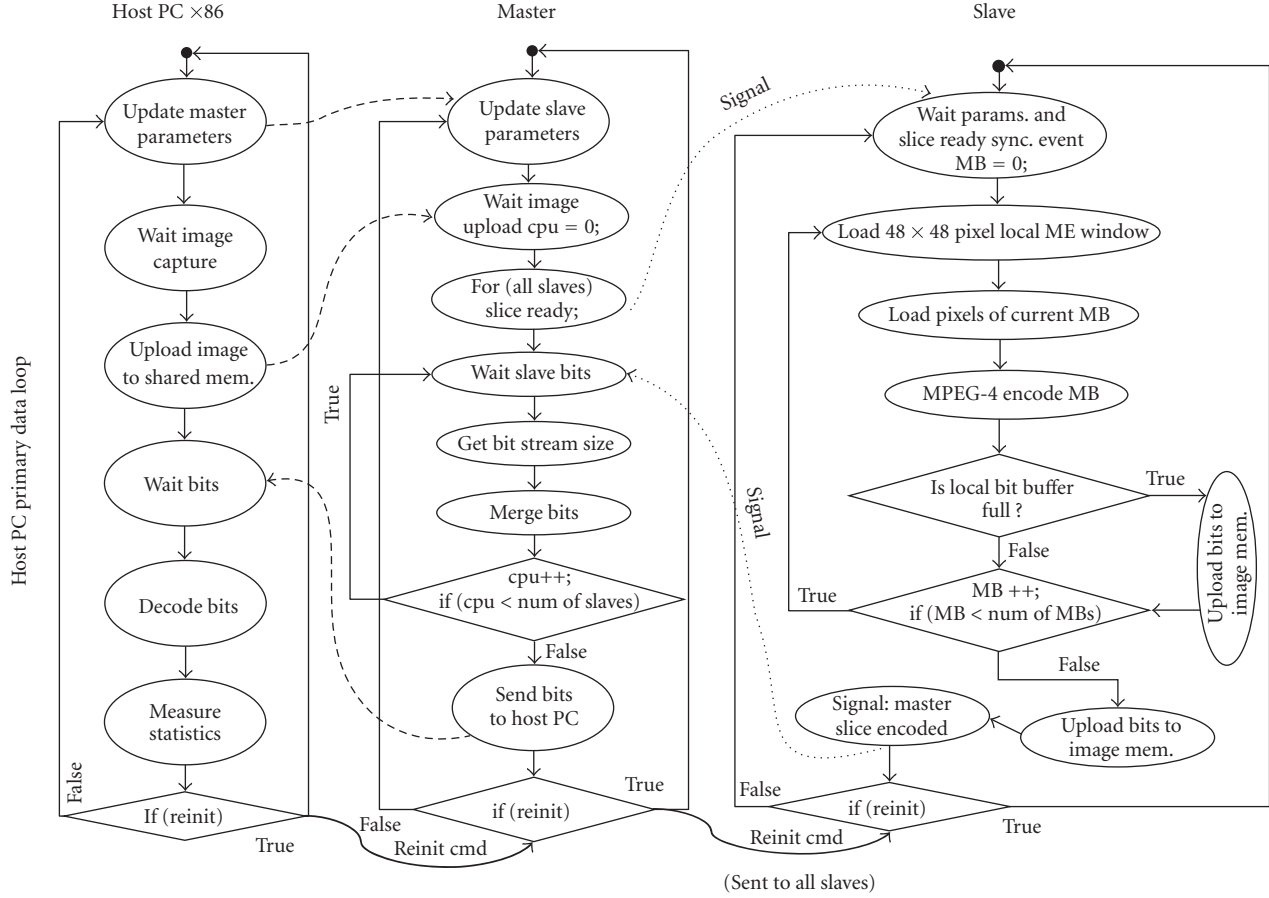 Host PC ×86
Master
Slave
Host PC primary data loop
Update master
parameters
Wait image
capture
Upload image
to shared mem.
Wait bits
Decode bits
Measure
statistics
If (reinit)
False
True
Update slave
parameters
Wait image
upload cpu = 0;
For (all slaves)
slice ready;
Wait slave bits
Get bit stream size
Merge bits
cpu++;
if (cpu < num of slaves)
True
False
Send bits
to host PC
if (reinit)
False
True
Reinit cmd
Signal
Signal
Wait params. and
slice ready sync. event
MB = 0;
Load 48 × 48 pixel local ME window
Load pixels of current MB
MPEG-4 encode MB
Is local bit buffer
full ?
True
False
Upload bits to
image mem.
MB ++;
if (MB < num of MBs)
True
False
Upload bits to
image mem.
Signal: master
slice encoded
if (reinit)
False
True
Reinit cmd
(Sent to all slaves)